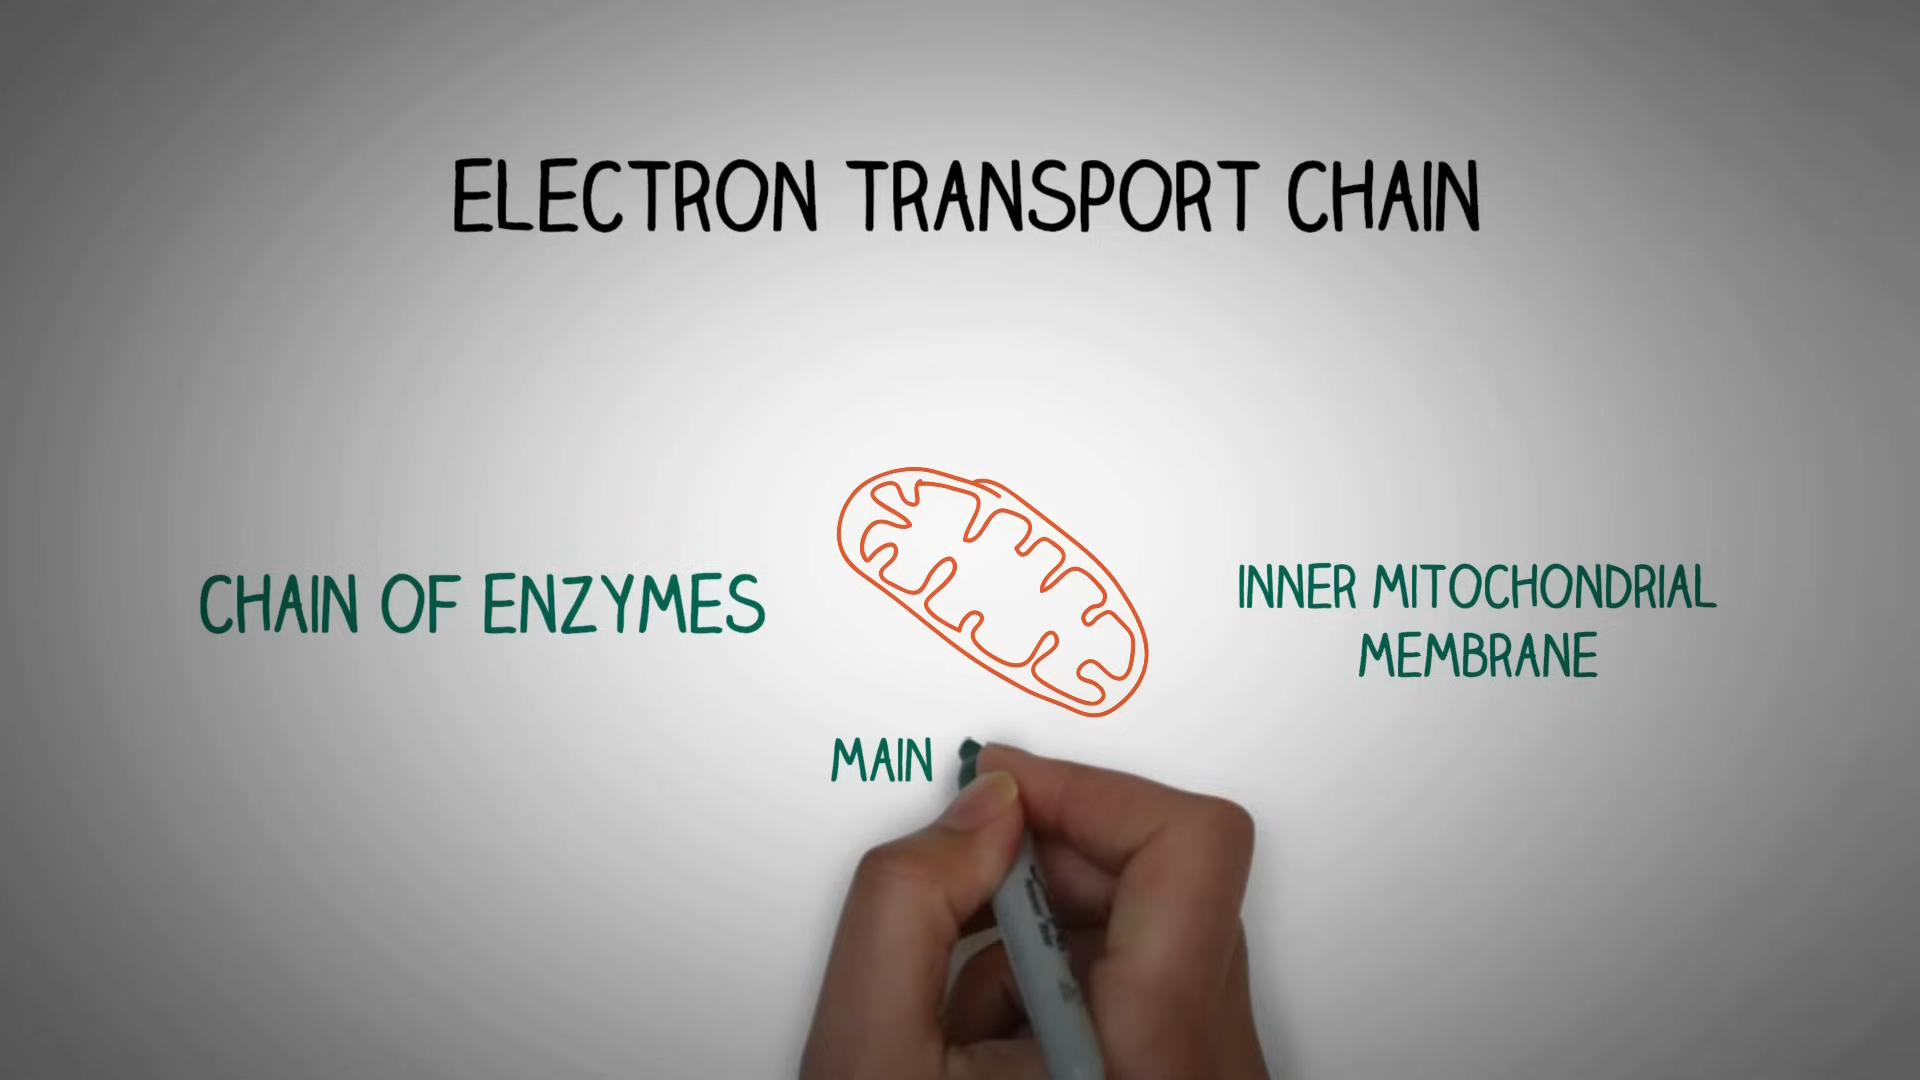 ELECTRON TRANSPORT CHAIN
CHAIN OF ENZYMES
INNER MITOCHONDRIAL
MEMBRANE
MAIN